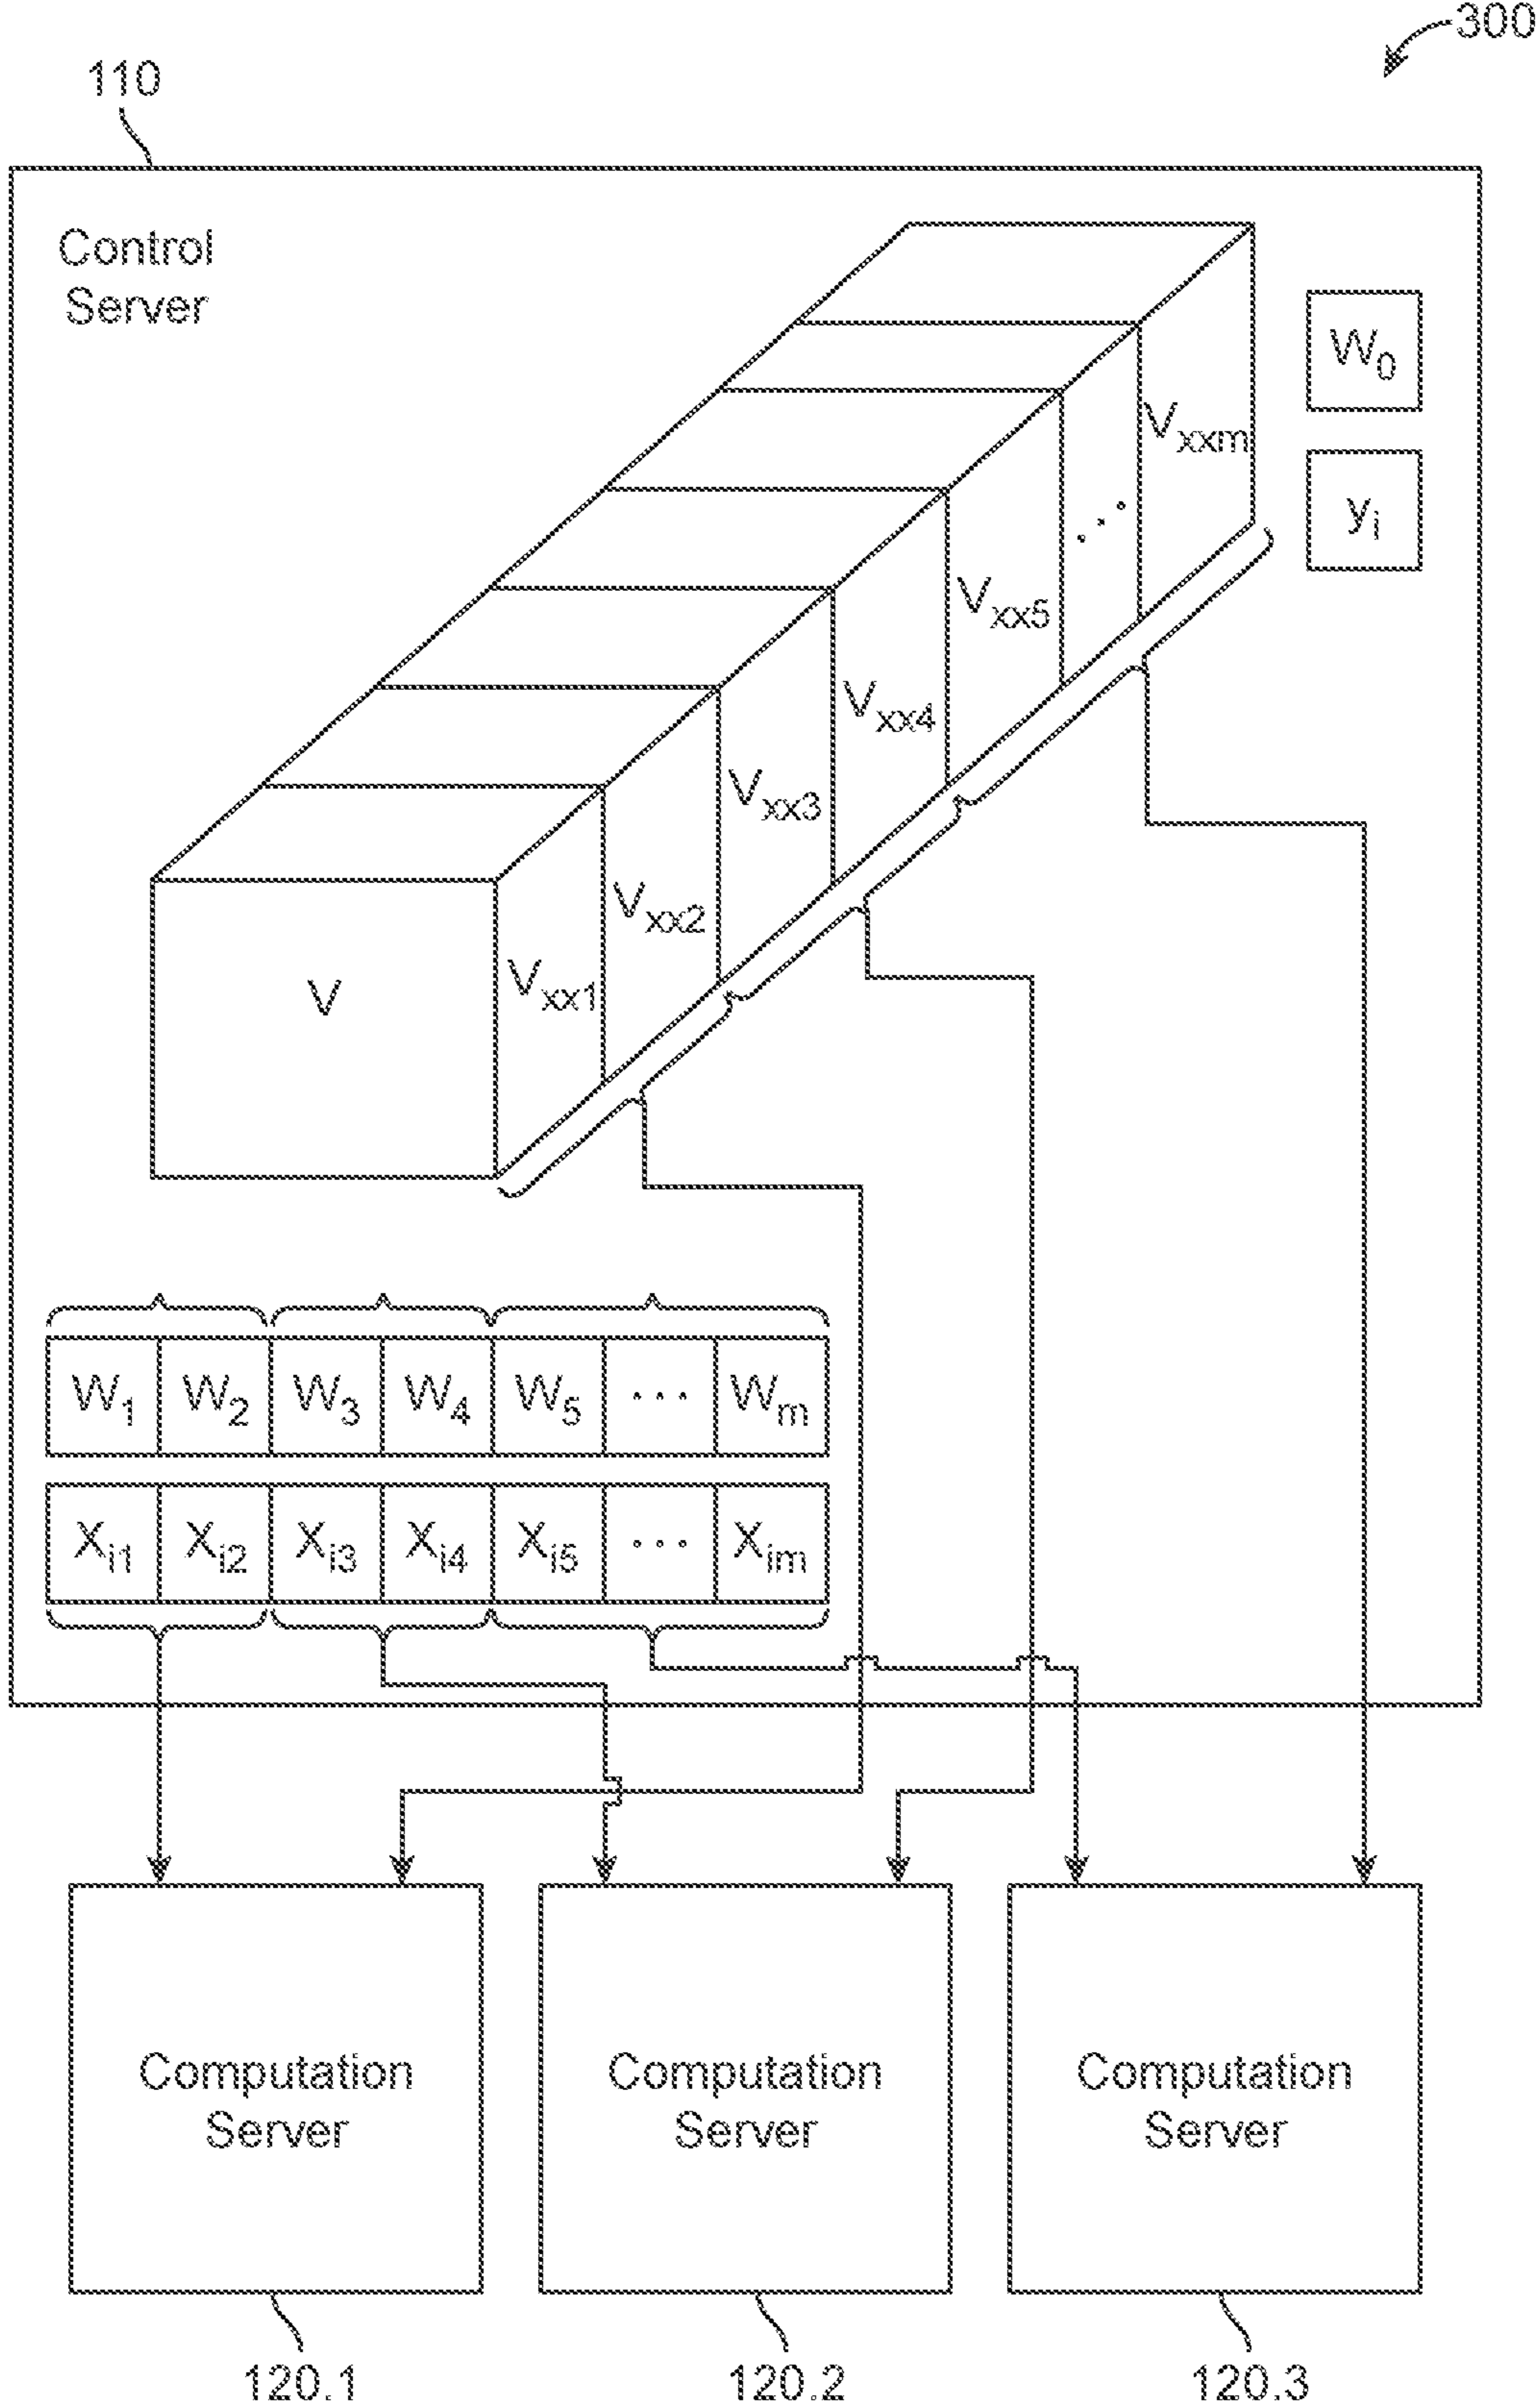 300
110
Control
Server
W0
yi
Vxxm
Vxx5
Vxx4
Vxx3
Vxx2
Vxx1
V
W1 W2 W3 W4 W5 ... Wm
Xi1 Xi2 Xi3 Xi4 Xi5 ... Xim
Computation
Server
Computation
Server
Computation
Server
120.1 120.2 120.3